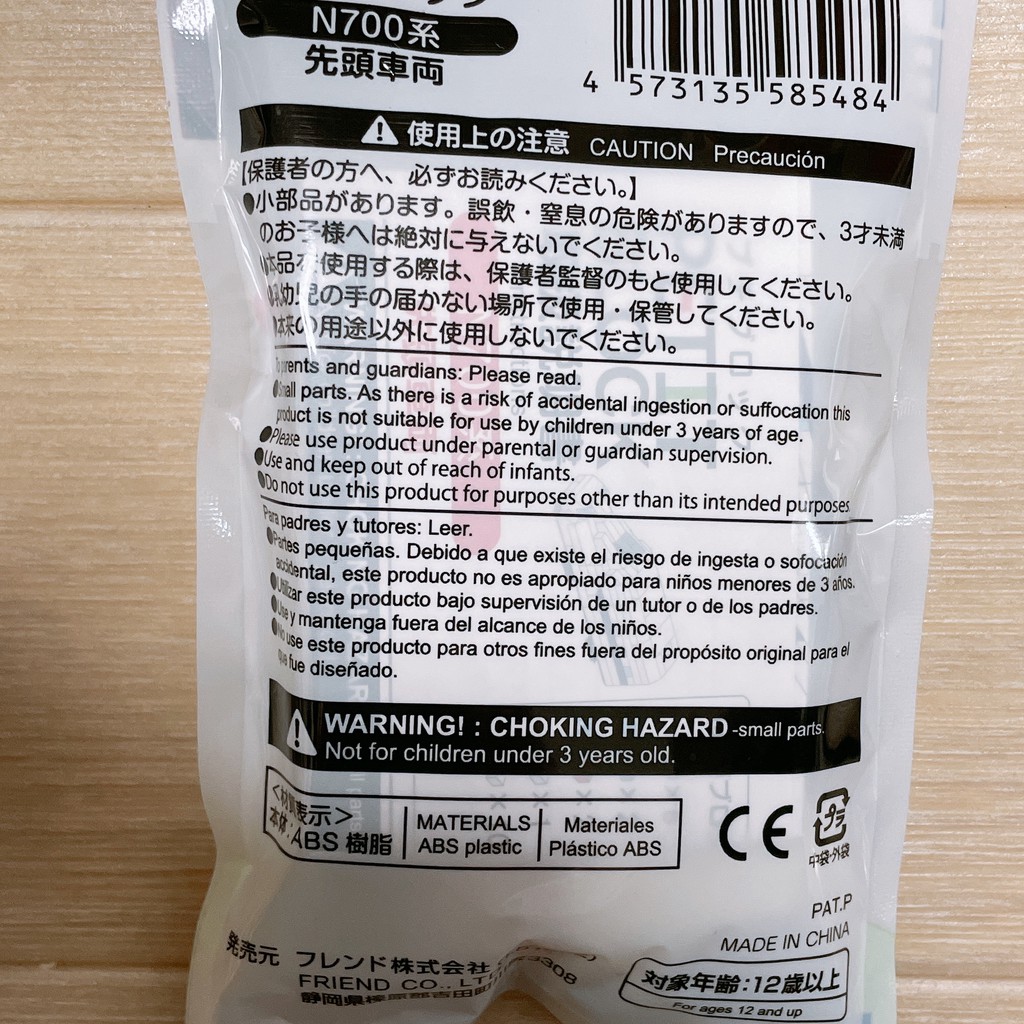 N700系
先頭車両
4 573135 585484
使用上の注意 CAUTION Precaución
【保護者の方へ、必ずお読みください。】
●小部品があります。誤飲・窒息の危険がありますので、3才未満
のお子様へは絶対に与えないでください。
●本品を使用する際は、保護者監督のもと使用してください。
●乳幼児の手の届かない場所で使用・保管してください。
●本来の用途以外に使用しないでください。
To parents and guardians: Please read.
●Small parts. As there is a risk of accidental ingestion or suffocation this
product is not suitable for use by children under 3 years of age.
●Please use product under parental or guardian supervision.
●Use and keep out of reach of infants.
●Do not use this product for purposes other than its intended purposes
Para padres y tutores: Leer.
●Partes pequeñas. Debido a que existe el riesgo de ingesta o sofocación
accidental, este producto no es apropiado para niños menores de 3 años.
●Utilizar este producto bajo supervisión de un tutor o de los padres.
●Use y mantenga fuera del alcance de los niños.
●No use este producto para otros fines fuera del propósito original para el
que fue diseñado.
WARNING! : CHOKING HAZARD -small parts.
Not for children under 3 years old.
<材質表示>
本体:ABS 樹脂
MATERIALS
ABS plastic
Materiales
Plástico ABS
CE
プラ
中袋・外袋
PAT.P
MADE IN CHINA
発売元 フレンド株式会社
FRIEND CO., LTD
静岡県榛原郡吉田町
3308
対象年齢:12歳以上
For ages 12 and up